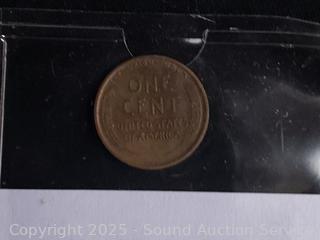 ONE
CENT
UNITED STATES
OF AMERICA
Copyright 2025 - Sound Auction Service